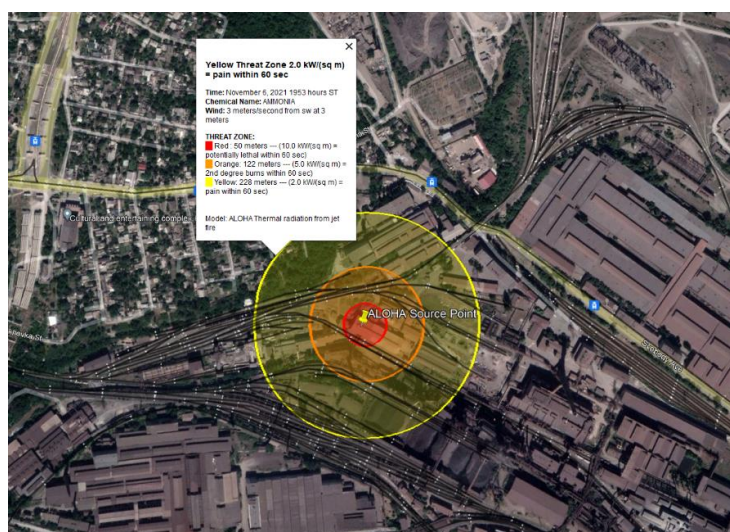 Yellow Threat Zone 2.0 kW/(sq m)
= pain within 60 sec
Time: November 6, 2021 1953 hours ST
Chemical Name: AMMONIA
Wind: 3 meters/second from sw at 3
meters
THREAT ZONE:
Red : 50 meters --- (10.0 kW/(sq m) =
potentially lethal within 60 sec)
Orange: 122 meters --- (5.0 kW/(sq m) =
2nd degree burns within 60 sec)
Yellow: 228 meters --- (2.0 kW/(sq m) =
pain within 60 sec)
Model: ALOHA Thermal radiation from jet
fire
ALOHA Source Point